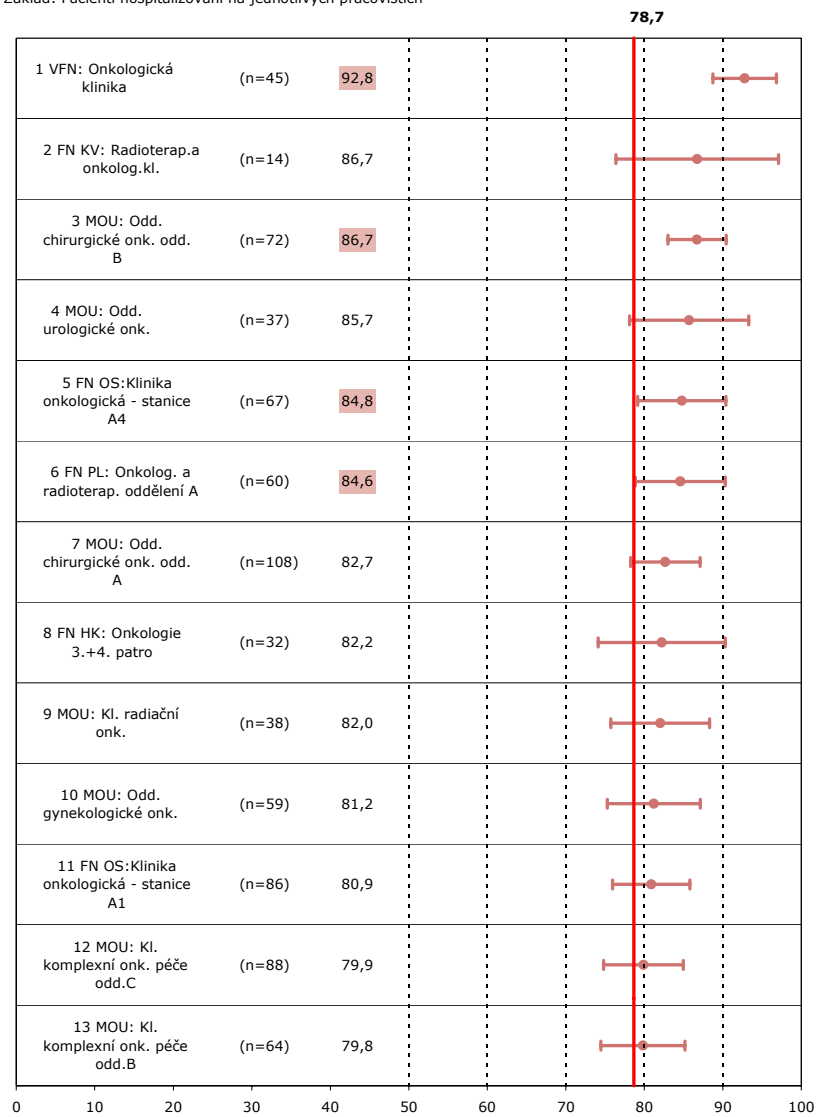 Základ: Pacienti hospitalizovaní na jednotlivých pracovištích
78,7
1 VFN: Onkologická
klinika
(n=45)
92,8
2 FN KV: Radioterap.a
onkolog.kl.
(n=14)
86,7
3 MOU: Odd.
chirurgické onk. odd.
B
(n=72)
86,7
4 MOU: Odd.
urologické onk.
(n=37)
85,7
5 FN OS:Klinika
onkologická - stanice
A4
(n=67)
84,8
6 FN PL: Onkolog. a
radioterap. oddělení A
(n=60)
84,6
7 MOU: Odd.
chirurgické onk. odd.
A
(n=108)
82,7
8 FN HK: Onkologie
3.+4. patro
(n=32)
82,2
9 MOU: Kl. radiační
onk.
(n=38)
82,0
10 MOU: Odd.
gynekologické onk.
(n=59)
81,2
11 FN OS:Klinika
onkologická - stanice
A1
(n=86)
80,9
12 MOU: Kl.
komplexní onk. péče
odd.C
(n=88)
79,9
13 MOU: Kl.
komplexní onk. péče
odd.B
(n=64)
79,8
0 10 20 30 40 50 60 70 80 90 100